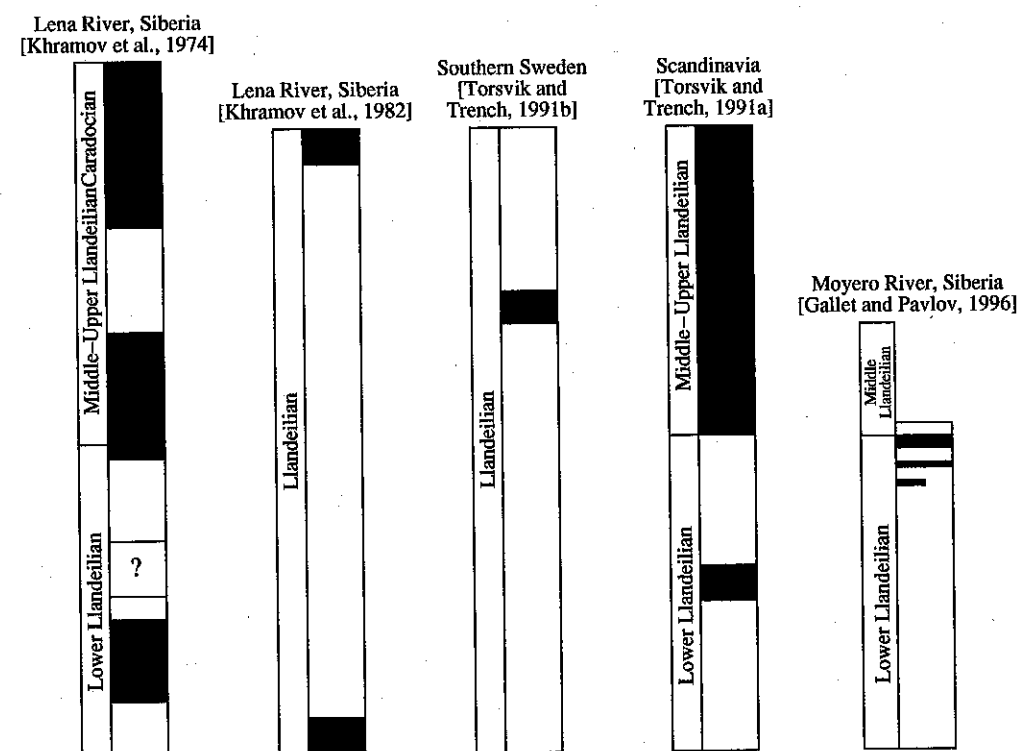 Lena River, Siberia
[Khramov et al., 1974]
Middle–Upper LlandeilianCaradocian
Lower Llandeilian
?
Lena River, Siberia
[Khramov et al., 1982]
Llandeilian
Southern Sweden
[Torsvik and
Trench, 1991b]
Llandeilian
Scandinavia
[Torsvik and
Trench, 1991a]
Middle–Upper Llandeilian
Lower Llandeilian
Moyero River, Siberia
[Gallet and Pavlov, 1996]
Middle
Llandeilian
Lower Llandeilian